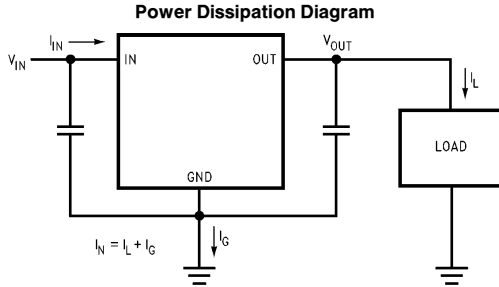 Power Dissipation Diagram
I_IN
V_IN
IN
OUT
V_OUT
I_L
LOAD
GND
I_N = I_L + I_G
I_G